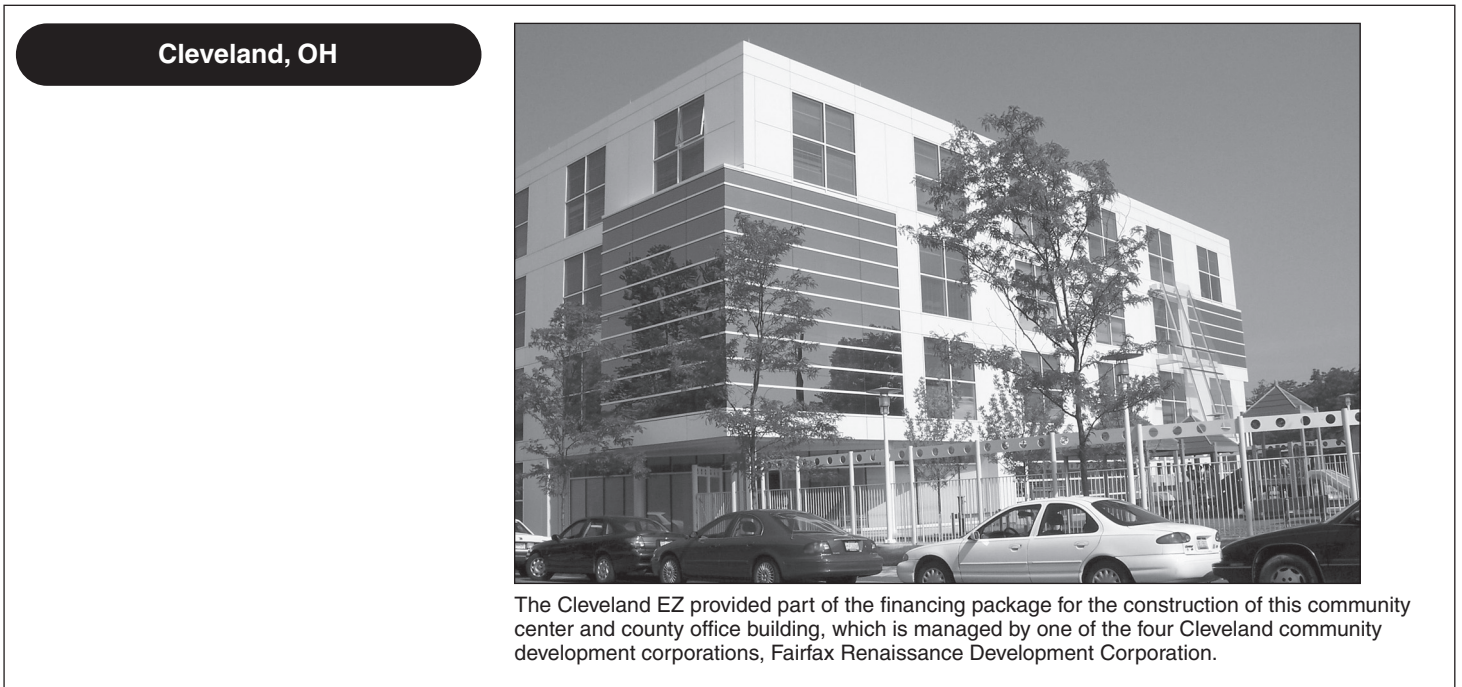 Cleveland, OH
The Cleveland EZ provided part of the financing package for the construction of this community
center and county office building, which is managed by one of the four Cleveland community
development corporations, Fairfax Renaissance Development Corporation.